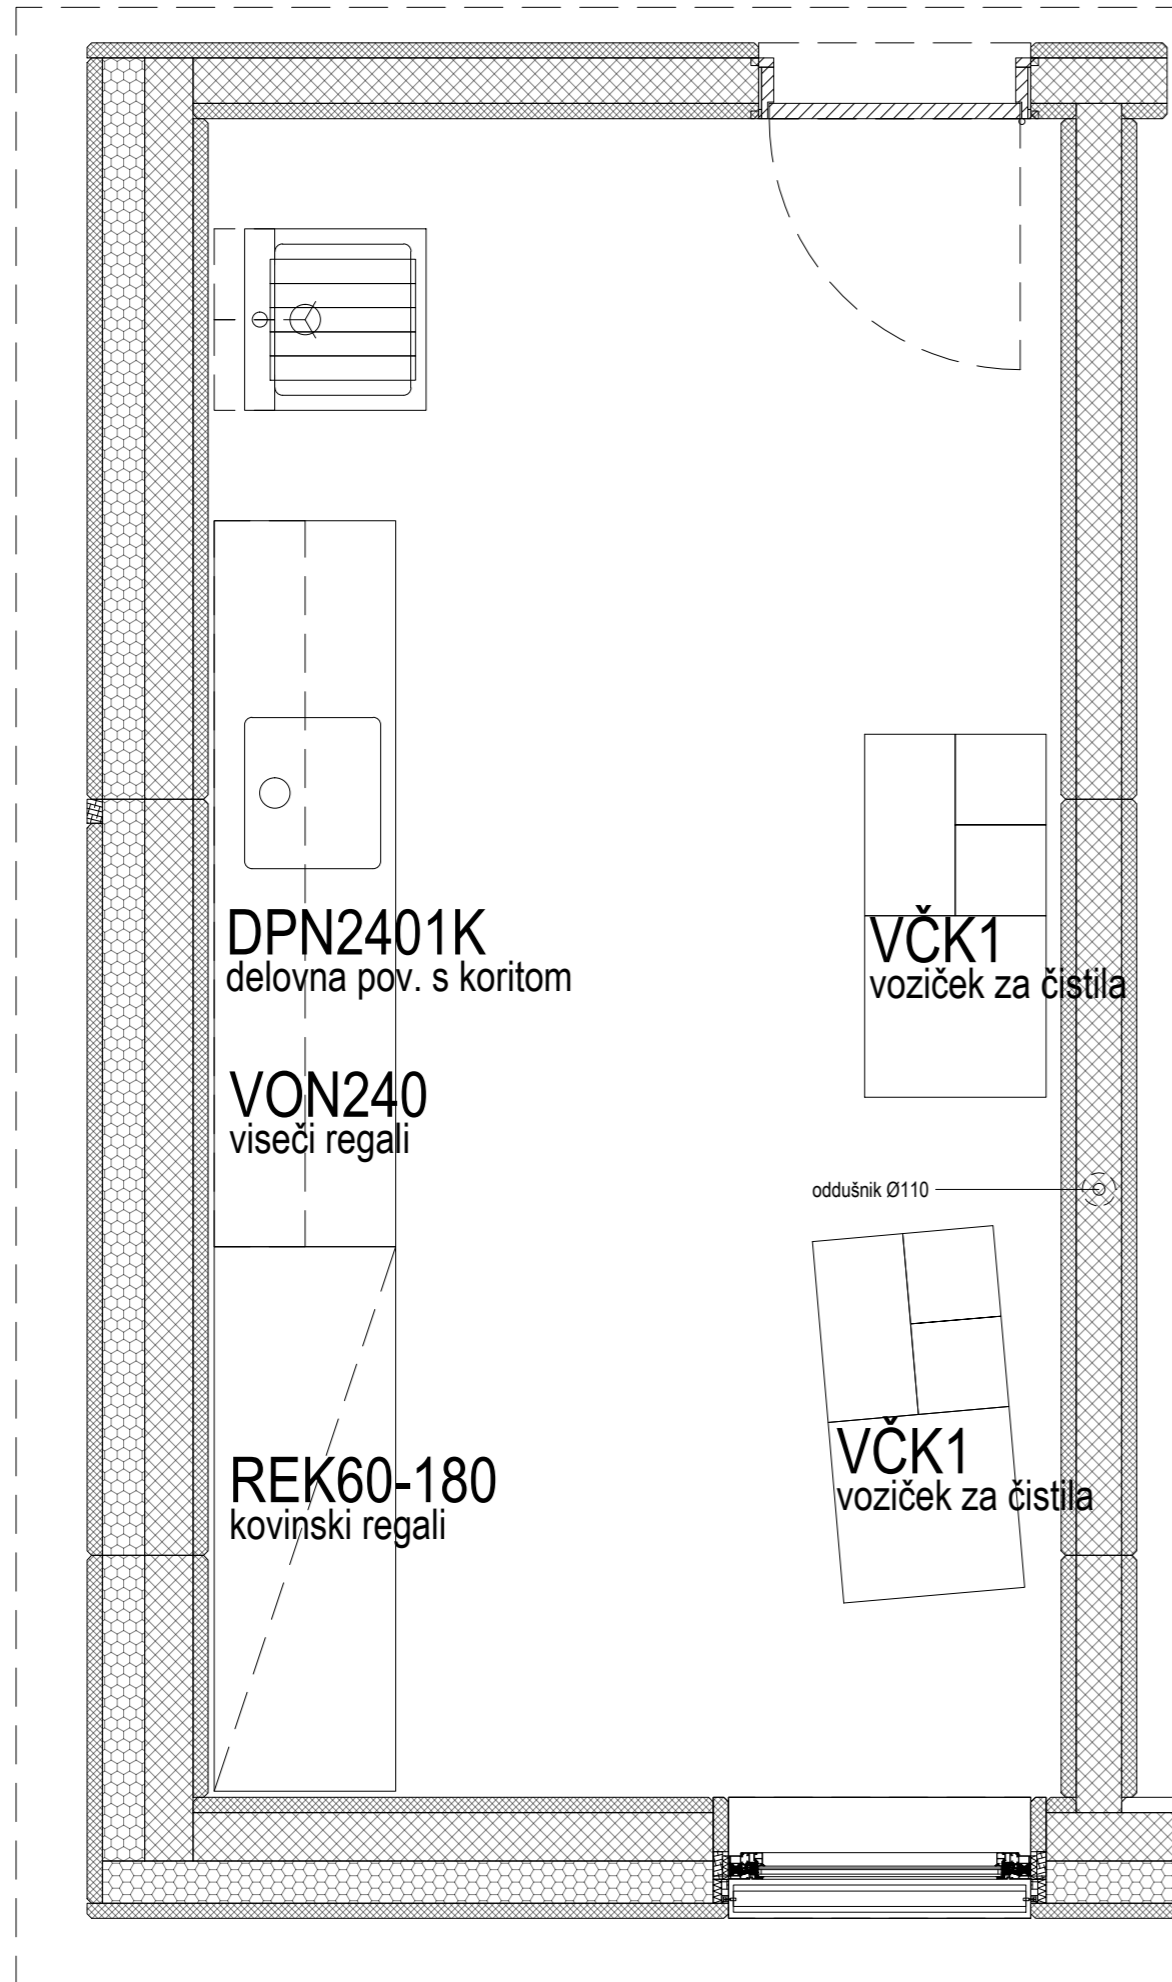 DPN2401K
delovna pov. s koritom
VČK1
voziček za čistila
VON240
viseči regali
oddušnik Ø110
VČK1
voziček za čistila
REK60-180
kovinski regali